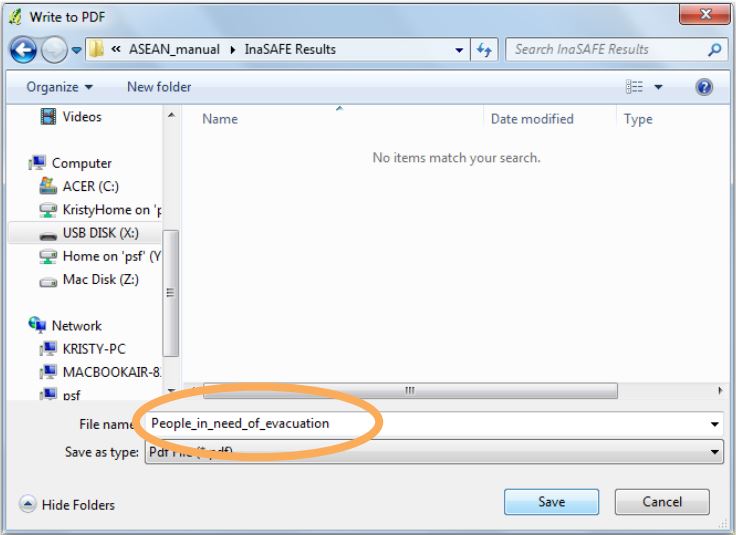 Write to PDF
« ASEAN_manual ▸ InaSAFE Results
Search InaSAFE Results
Organize
New folder
Name
Date modified
Type
No items match your search.
Videos
Computer
ACER (C:)
KristyHome on 'p
USB DISK (X:)
Home on 'psf' (Y
Mac Disk (Z:)
Network
KRISTY-PC
MACBOOKAIR-8
psf
File name: People_in_need_of_evacuation
Save as type: Pdf File (*.pdf)
Hide Folders
Save
Cancel